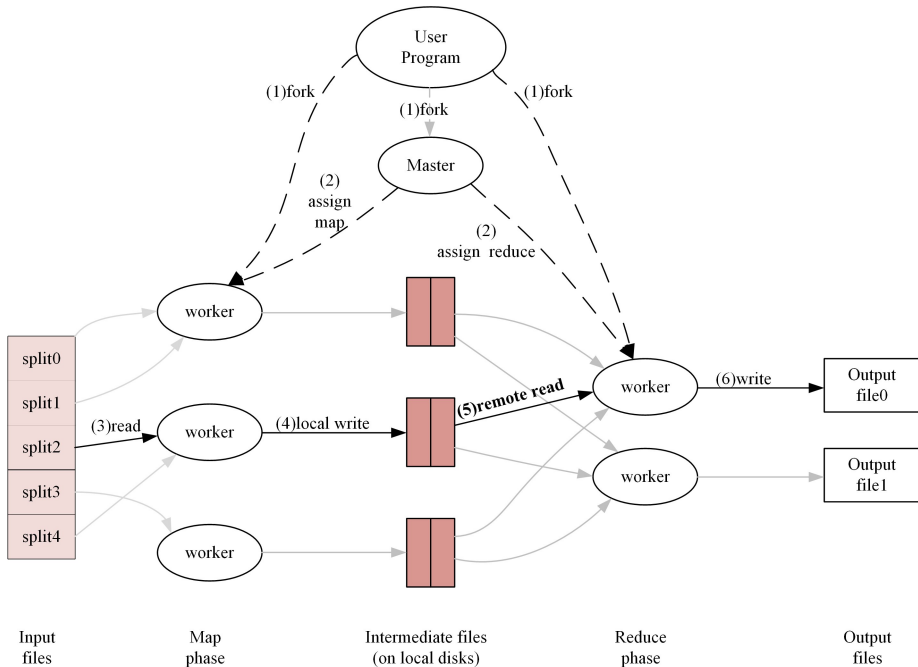 User
Program
(1)fork
(1)fork
(1)fork
Master
(2)
assign
map
(2)
assign reduce
worker
split0
split1
split2
split3
split4
(3)read
worker
(4)local write
(5)remote read
worker
(6)write
Output
file0
worker
Output
file1
worker
Input
files
Map
phase
Intermediate files
(on local disks)
Reduce
phase
Output
files